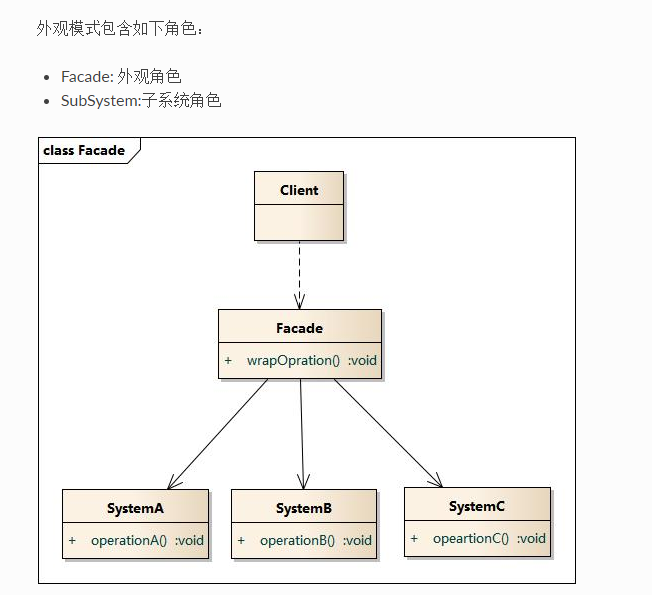 外观模式包含如下角色：
Facade: 外观角色
SubSystem:子系统角色
class Facade
Client
Facade
+ wrapOpration() :void
SystemA
+ operationA() :void
SystemB
+ operationB() :void
SystemC
+ opeartionC() :void